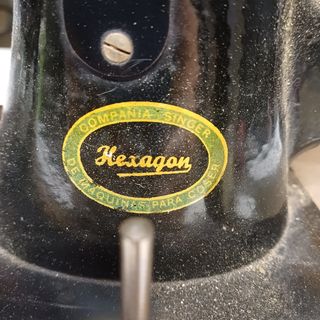 COMPAÑIA SINGER
Hexagon
DE MAQUINAS PARA COSER